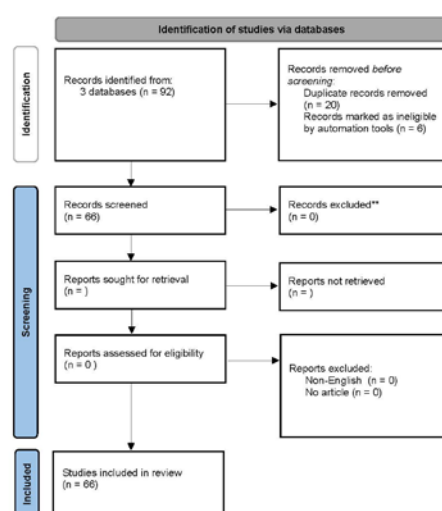 Identification of studies via databases
Identification
Records identified from:
3 databases (n = 92)
Records removed before
screening:
Duplicate records removed
(n = 20)
Records marked as ineligible
by automation tools (n = 6)
Screening
Records screened
(n = 66)
Records excluded**
(n = 0)
Reports sought for retrieval
(n = )
Reports not retrieved
(n = )
Reports assessed for eligibility
(n = 0 )
Reports excluded:
Non-English (n = 0)
No article (n = 0)
Included
Studies included in review
(n = 66)